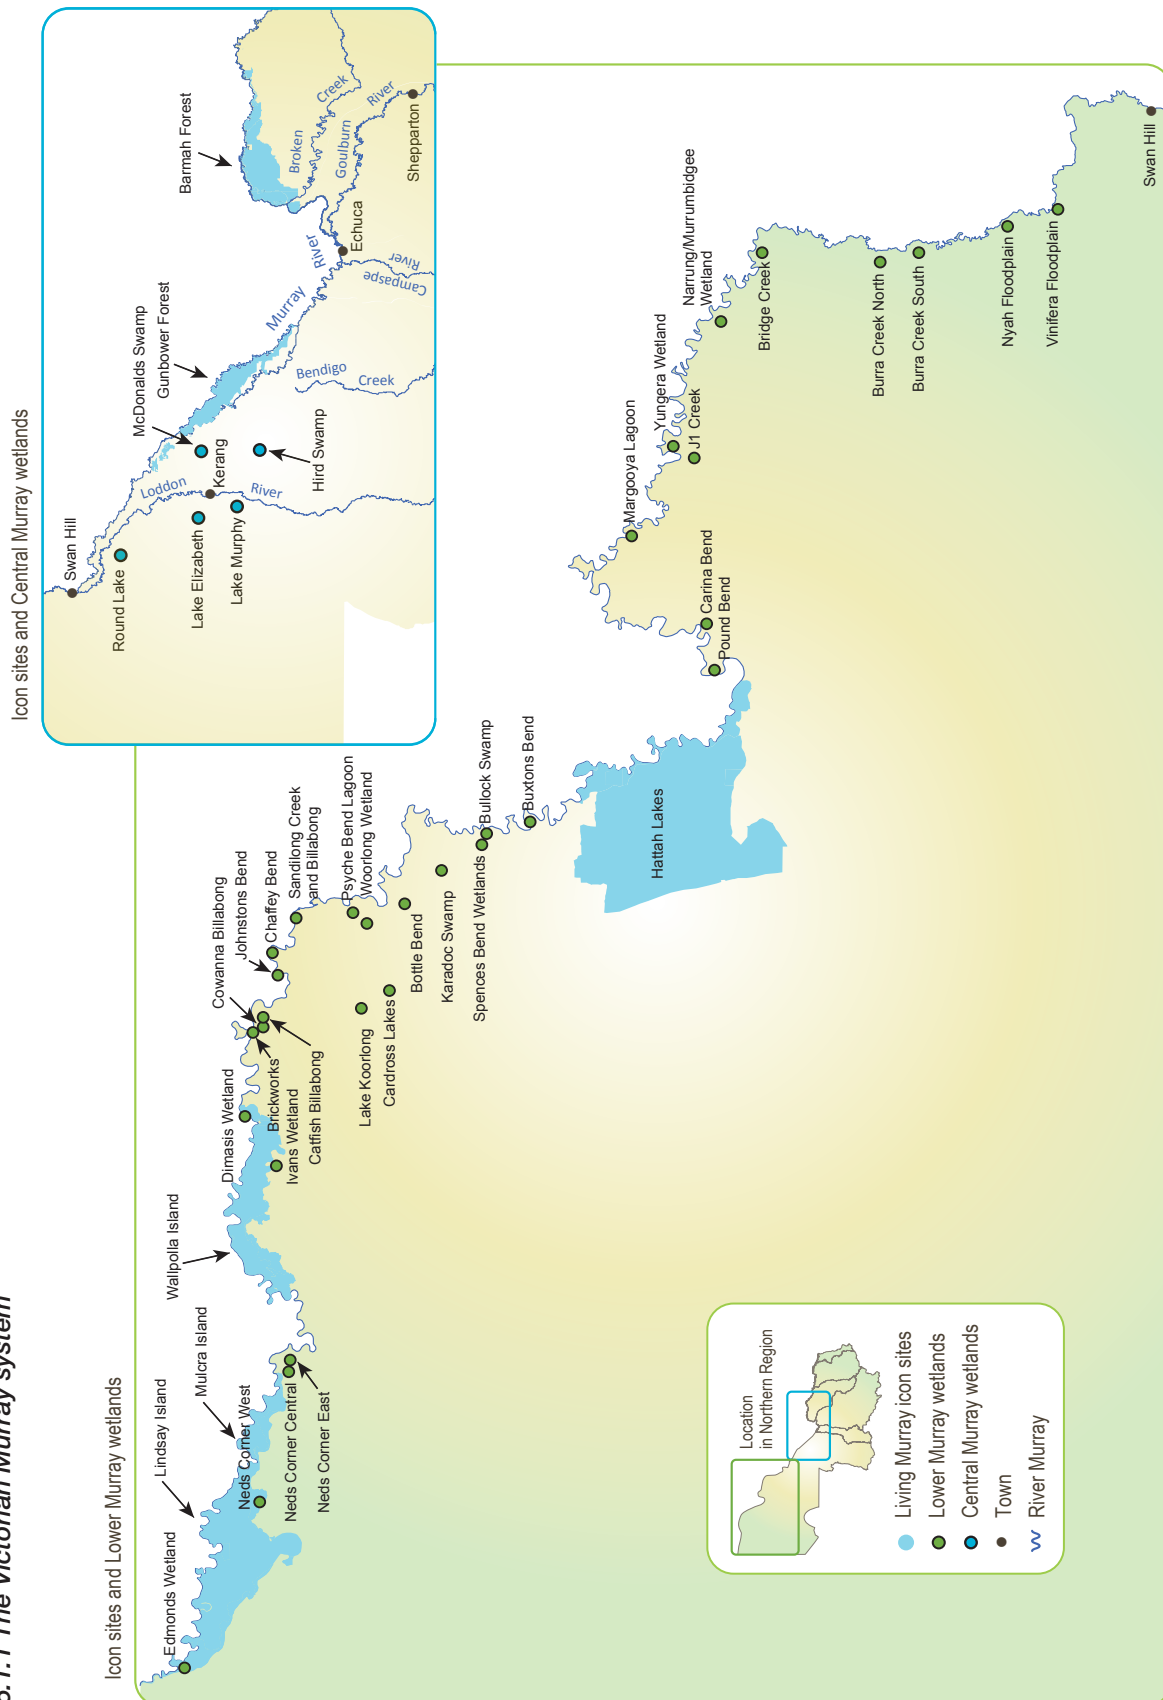 5.1.1 The Victorian Murray system
Icon sites and Lower Murray wetlands
Icon sites and Central Murray wetlands
Swan Hill
Round Lake
Lake Elizabeth
Lake Murphy
Kerang
Loddon
River
McDonalds Swamp
Gunbower Forest
Hird Swamp
Bendigo
Creek
Murray
River
Campaspe
River
Echuca
Barmah Forest
Broken
Creek
Goulburn
River
Shepparton
Edmonds Wetland
Lindsay Island
Mulcra Island
Neds Corner West
Neds Corner Central
Neds Corner East
Wallpolla Island
Dimasis Wetland
Ivans Wetland
Brickworks
Catfish Billabong
Cowanna Billabong
Johnstons Bend
Chaffey Bend
Sandilong Creek
and Billabong
Psyche Bend Lagoon
Woorlong Wetland
Lake Koorlong
Cardross Lakes
Bottle Bend
Karadoc Swamp
Spences Bend Wetlands
Bullock Swamp
Buxtons Bend
Hattah Lakes
Pound Bend
Carina Bend
Margooya Lagoon
Yungera Wetland
J1 Creek
Narrung/Murrumbidgee
Wetland
Bridge Creek
Burra Creek North
Burra Creek South
Nyah Floodplain
Vinifera Floodplain
Swan Hill
Location
in Northern Region
Living Murray icon sites
Lower Murray wetlands
Central Murray wetlands
Town
River Murray